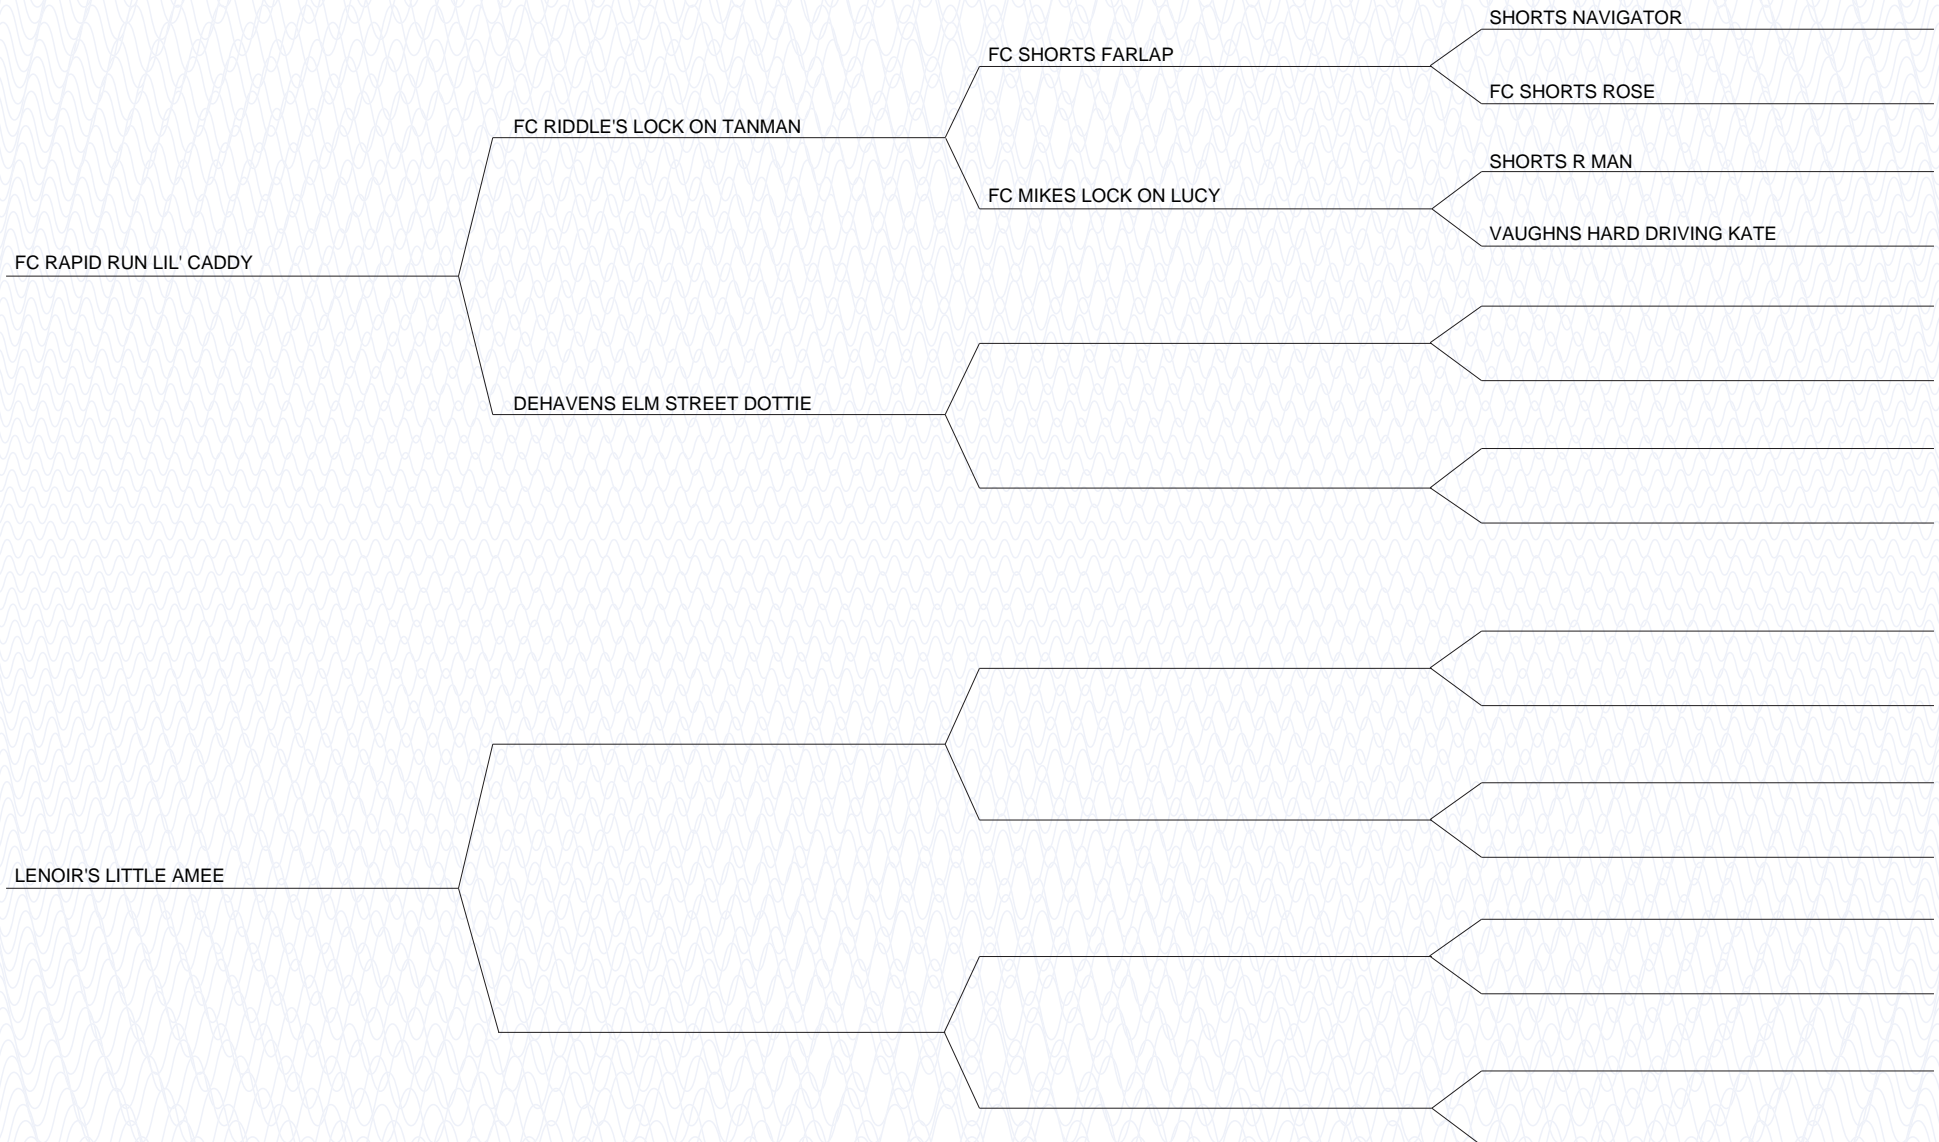 SHORTS NAVIGATOR
FC SHORTS FARLAP
FC SHORTS ROSE
FC RIDDLE'S LOCK ON TANMAN
SHORTS R MAN
FC MIKES LOCK ON LUCY
VAUGHNS HARD DRIVING KATE
FC RAPID RUN LIL' CADDY
DEHAVENS ELM STREET DOTTIE
LENOIR'S LITTLE AMEE